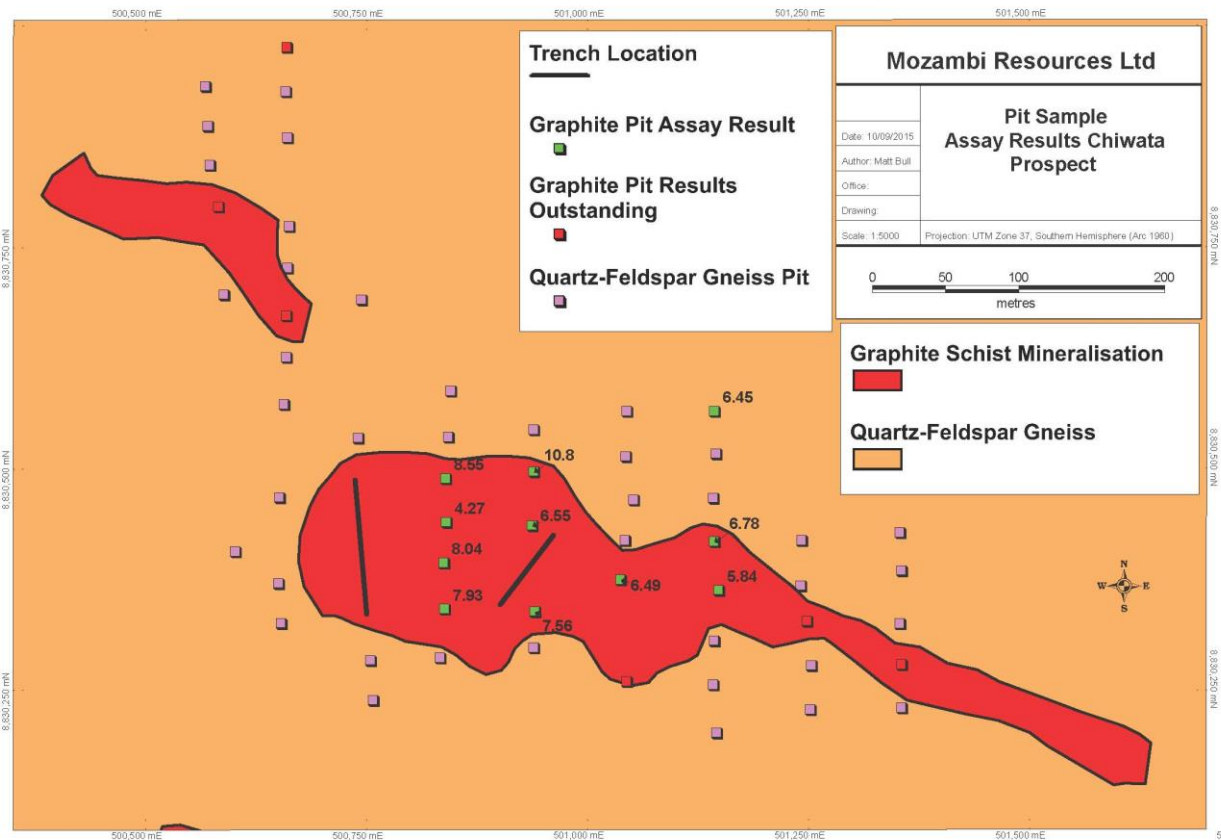 500,500 mE
500,750 mE
501,000 mE
501,250 mE
501,500 mE
Trench Location
Graphite Pit Assay Result
Graphite Pit Results
Outstanding
Quartz-Feldspar Gneiss Pit
Mozambi Resources Ltd
Date: 10/09/2015
Author: Matt Bull
Office:
Drawing:
Scale: 1:5000
Pit Sample
Assay Results Chiwata
Prospect
Projection: UTM Zone 37, Southern Hemisphere (Arc 1960)
0 50 100 200
metres
Graphite Schist Mineralisation
Quartz-Feldspar Gneiss
8,830,750 mN
8,830,750 mN
6.45
8,830,500 mN
8.55
10.8
8,830,500 mN
4.27
6.55
6.78
8.04
6.49
5.84
7.93
7.56
N
W E
S
8,830,250 mN
8,830,250 mN
500,500 mE
500,750 mE
501,000 mE
501,250 mE
501,500 mE